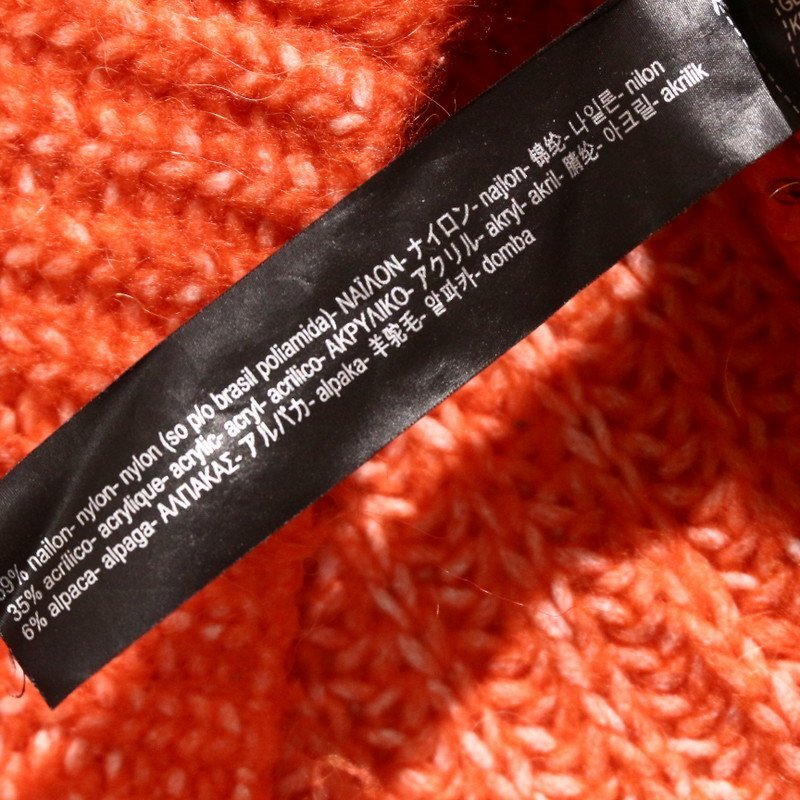 9% nailon- nylon- nylon (so p/o brasil poliamida)- ΝΑΪΛΟΝ- ナイロン- najlon- 锦纶- 나일론- nilon
35% acrílico- acrylique- acrylic- acryl- acrilico- ΑΚΡΥΛΙΚΟ- アクリル- akryl- akril- 腈纶- 아크릴- akrilik
6% alpaca- alpaga- ΑΛΠΑΚΑΣ- アルパカ- alpaka- 羊驼毛- 알파카- domba